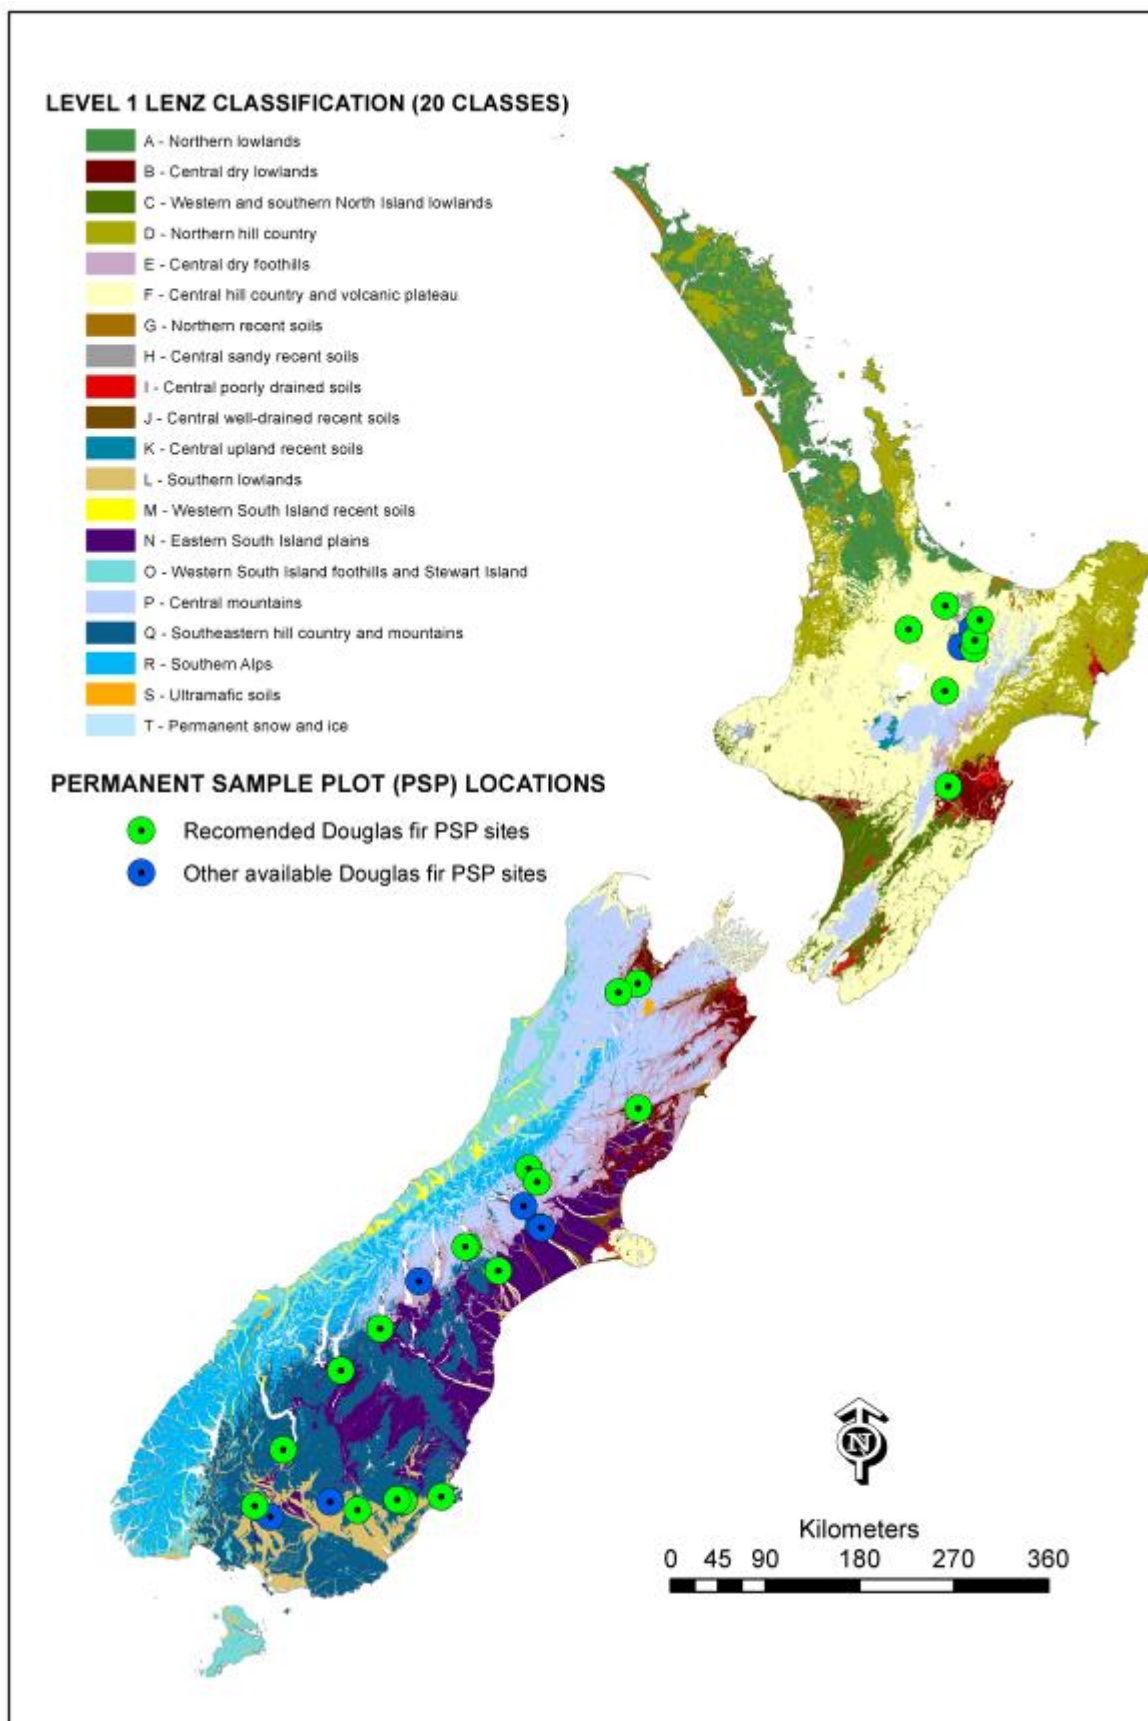 LEVEL 1 LENZ CLASSIFICATION (20 CLASSES)
A - Northern lowlands
B - Central dry lowlands
C - Western and southern North Island lowlands
D - Northern hill country
E - Central dry foothills
F - Central hill country and volcanic plateau
G - Northern recent soils
H - Central sandy recent soils
I - Central poorly drained soils
J - Central well-drained recent soils
K - Central upland recent soils
L - Southern lowlands
M - Western South Island recent soils
N - Eastern South Island plains
O - Western South Island foothills and Stewart Island
P - Central mountains
Q - Southeastern hill country and mountains
R - Southern Alps
S - Ultramafic soils
T - Permanent snow and ice
PERMANENT SAMPLE PLOT (PSP) LOCATIONS
Recomended Douglas fir PSP sites
Other available Douglas fir PSP sites
N
Kilometers
0 45 90 180 270 360